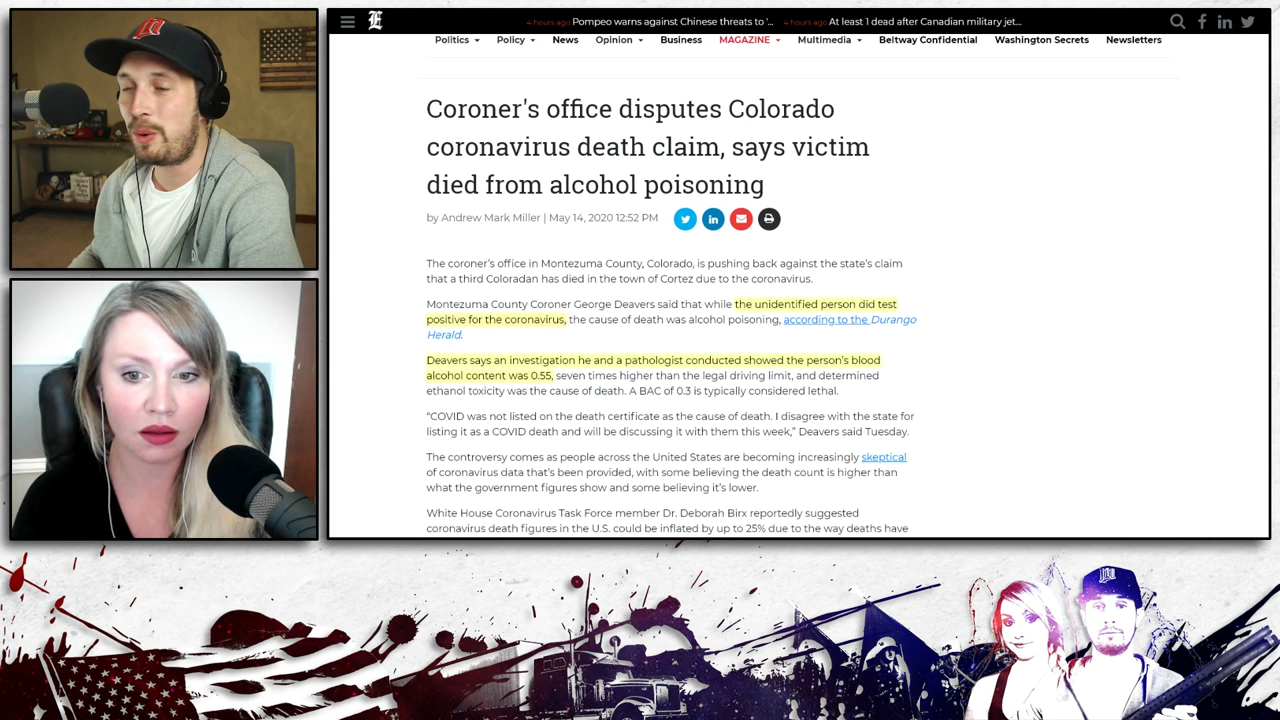 E
4 hours ago Pompeo warns against Chinese threats to '... 4 hours ago At least 1 dead after Canadian military jet...
Politics Policy News Opinion Business MAGAZINE Multimedia Beltway Confidential Washington Secrets Newsletters
Coroner's office disputes Colorado
coronavirus death claim, says victim
died from alcohol poisoning
by Andrew Mark Miller | May 14, 2020 12:52 PM
The coroner's office in Montezuma County, Colorado, is pushing back against the state's claim
that a third Coloradan has died in the town of Cortez due to the coronavirus.
Montezuma County Coroner George Deavers said that while the unidentified person did test
positive for the coronavirus, the cause of death was alcohol poisoning, according to the Durango
Herald.
Deavers says an investigation he and a pathologist conducted showed the person's blood
alcohol content was 0.55, seven times higher than the legal driving limit, and determined
ethanol toxicity was the cause of death. A BAC of 0.3 is typically considered lethal.
“COVID was not listed on the death certificate as the cause of death. I disagree with the state for
listing it as a COVID death and will be discussing it with them this week,” Deavers said Tuesday.
The controversy comes as people across the United States are becoming increasingly skeptical
of coronavirus data that's been provided, with some believing the death count is higher than
what the government figures show and some believing it's lower.
White House Coronavirus Task Force member Dr. Deborah Birx reportedly suggested
coronavirus death figures in the U.S. could be inflated by up to 25% due to the way deaths have